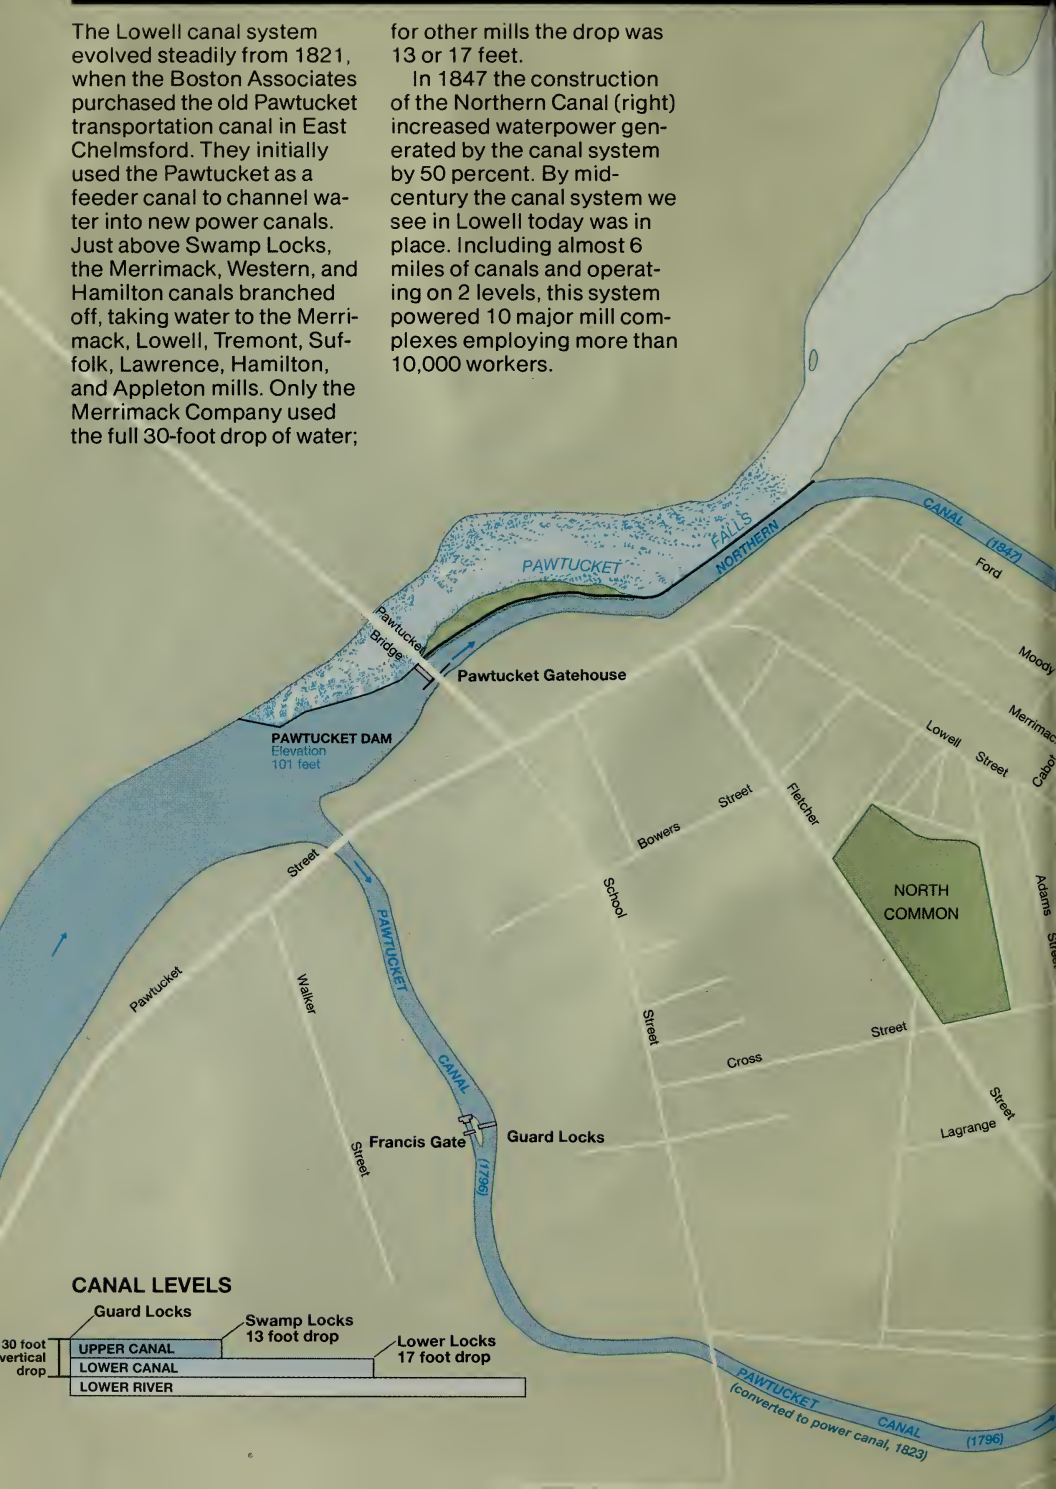 The Lowell canal system
evolved steadily from 1821,
when the Boston Associates
purchased the old Pawtucket
transportation canal in East
Chelmsford. They initially
used the Pawtucket as a
feeder canal to channel wa-
ter into new power canals.
Just above Swamp Locks,
the Merrimack, Western, and
Hamilton canals branched
off, taking water to the Merri-
mack, Lowell, Tremont, Suf-
folk, Lawrence, Hamilton,
and Appleton mills. Only the
Merrimack Company used
the full 30-foot drop of water;
for other mills the drop was
13 or 17 feet.
In 1847 the construction
of the Northern Canal (right)
increased waterpower gen-
erated by the canal system
by 50 percent. By mid-
century the canal system we
see in Lowell today was in
place. Including almost 6
miles of canals and operat-
ing on 2 levels, this system
powered 10 major mill com-
plexes employing more than
10,000 workers.
PAWTUCKET FALLS
NORTHERN CANAL (1847)
Ford
Moody
Merrimac
Cabot
Pawtucket
Bridge
Pawtucket Gatehouse
PAWTUCKET DAM
Elevation
101 feet
Lowell Street
Fletcher Street
Bowers Street
School Street
NORTH
COMMON
Adams Stre
Pawtucket Street
Walker Street
PAWTUCKET CANAL (1796)
Cross Street
Lagrange
Francis Gate
Guard Locks
CANAL LEVELS
Guard Locks
Swamp Locks
13 foot drop
Lower Locks
17 foot drop
30 foot
vertical
drop
UPPER CANAL
LOWER CANAL
LOWER RIVER
PAWTUCKET CANAL (1796)
(converted to power canal, 1823)